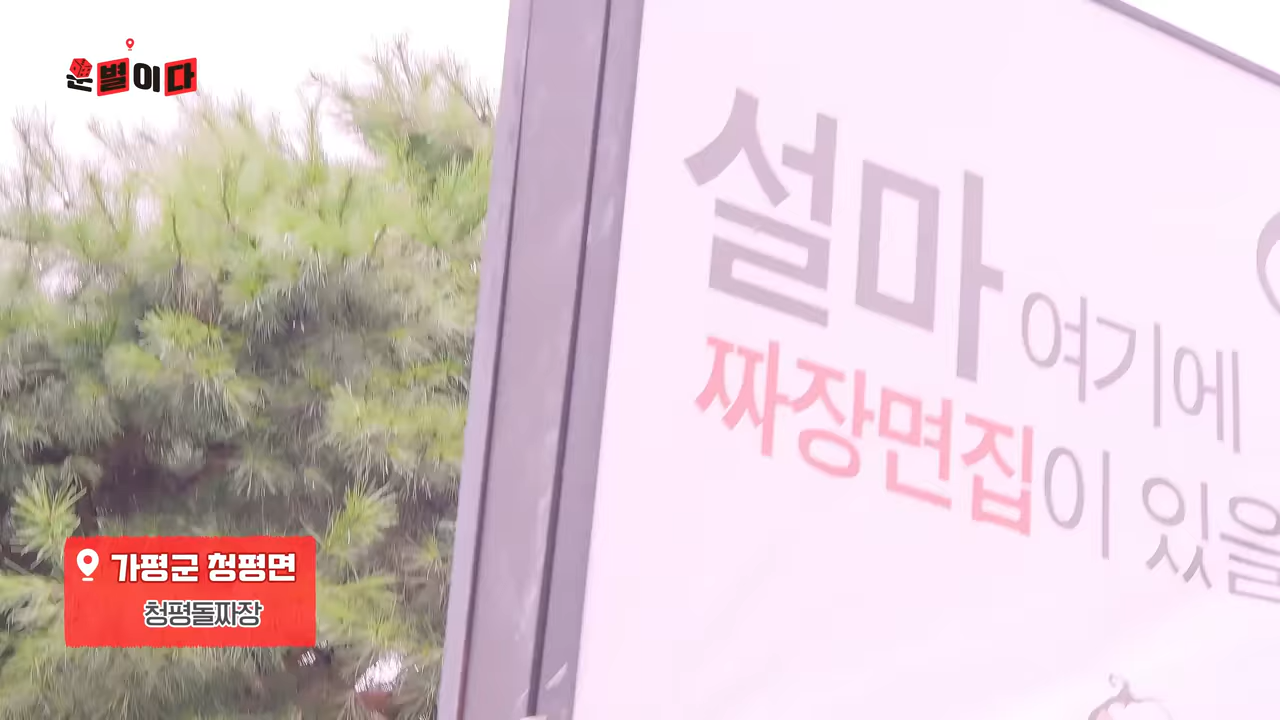 운별이다
설마 여기에
짜장면집이 있을
가평군 청평면
청평돌짜장